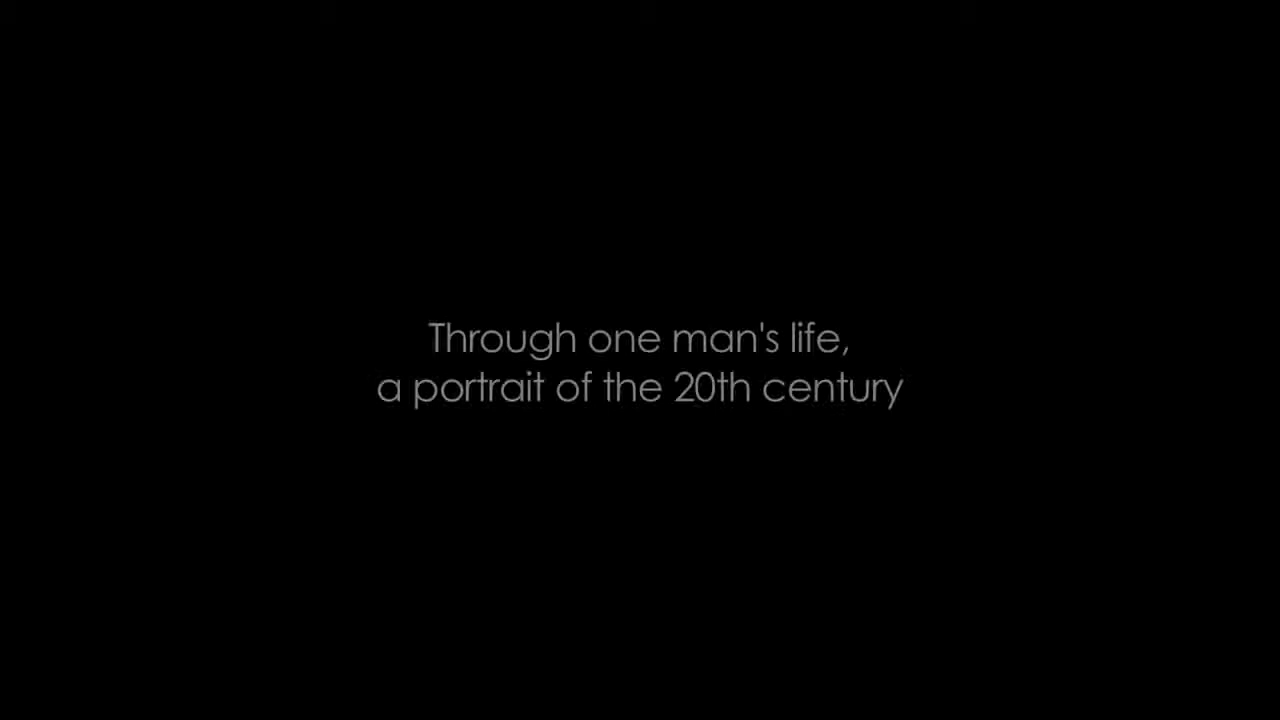 Through one man's life,
a portrait of the 20th century